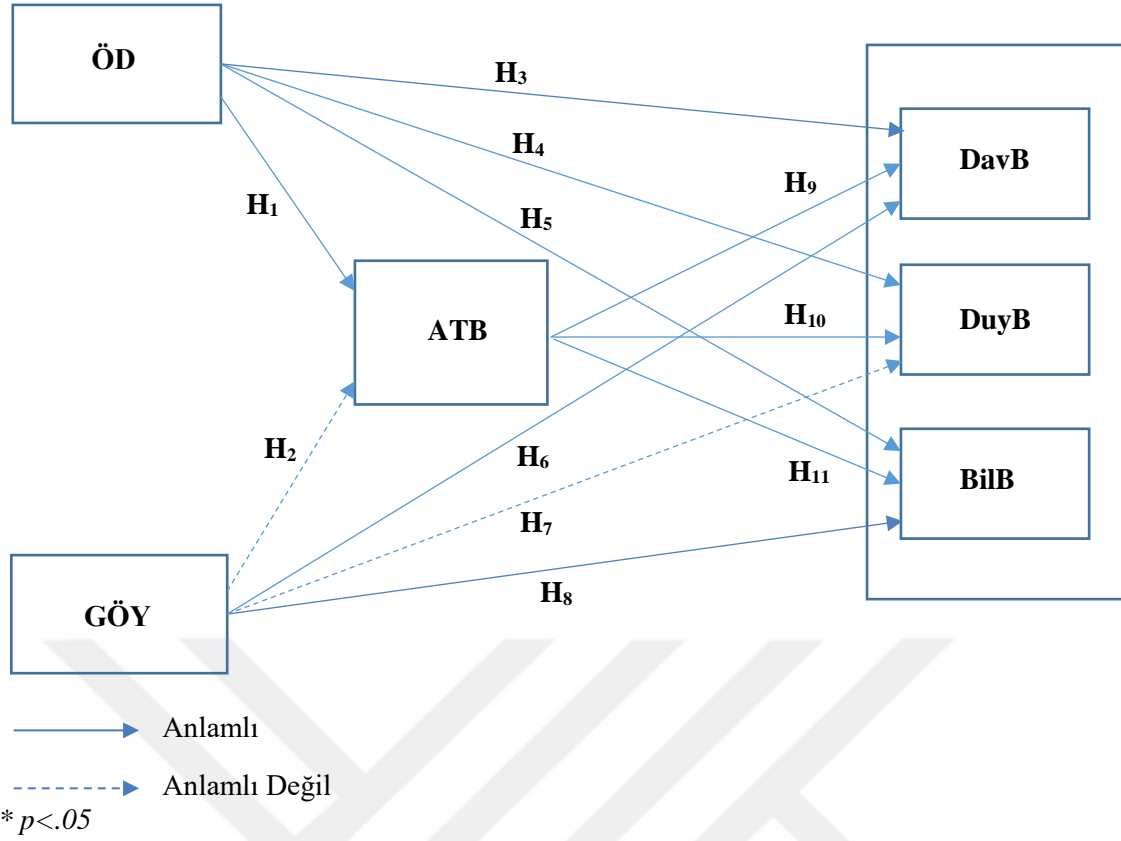 ÖD
H₃
DavB
H₄
H₉
H₁
H₅
ATB
H₁₀
DuyB
H₂
H₆
H₁₁
BilB
H₇
H₈
GÖY
Anlamlı
Anlamlı Değil
* p<.05